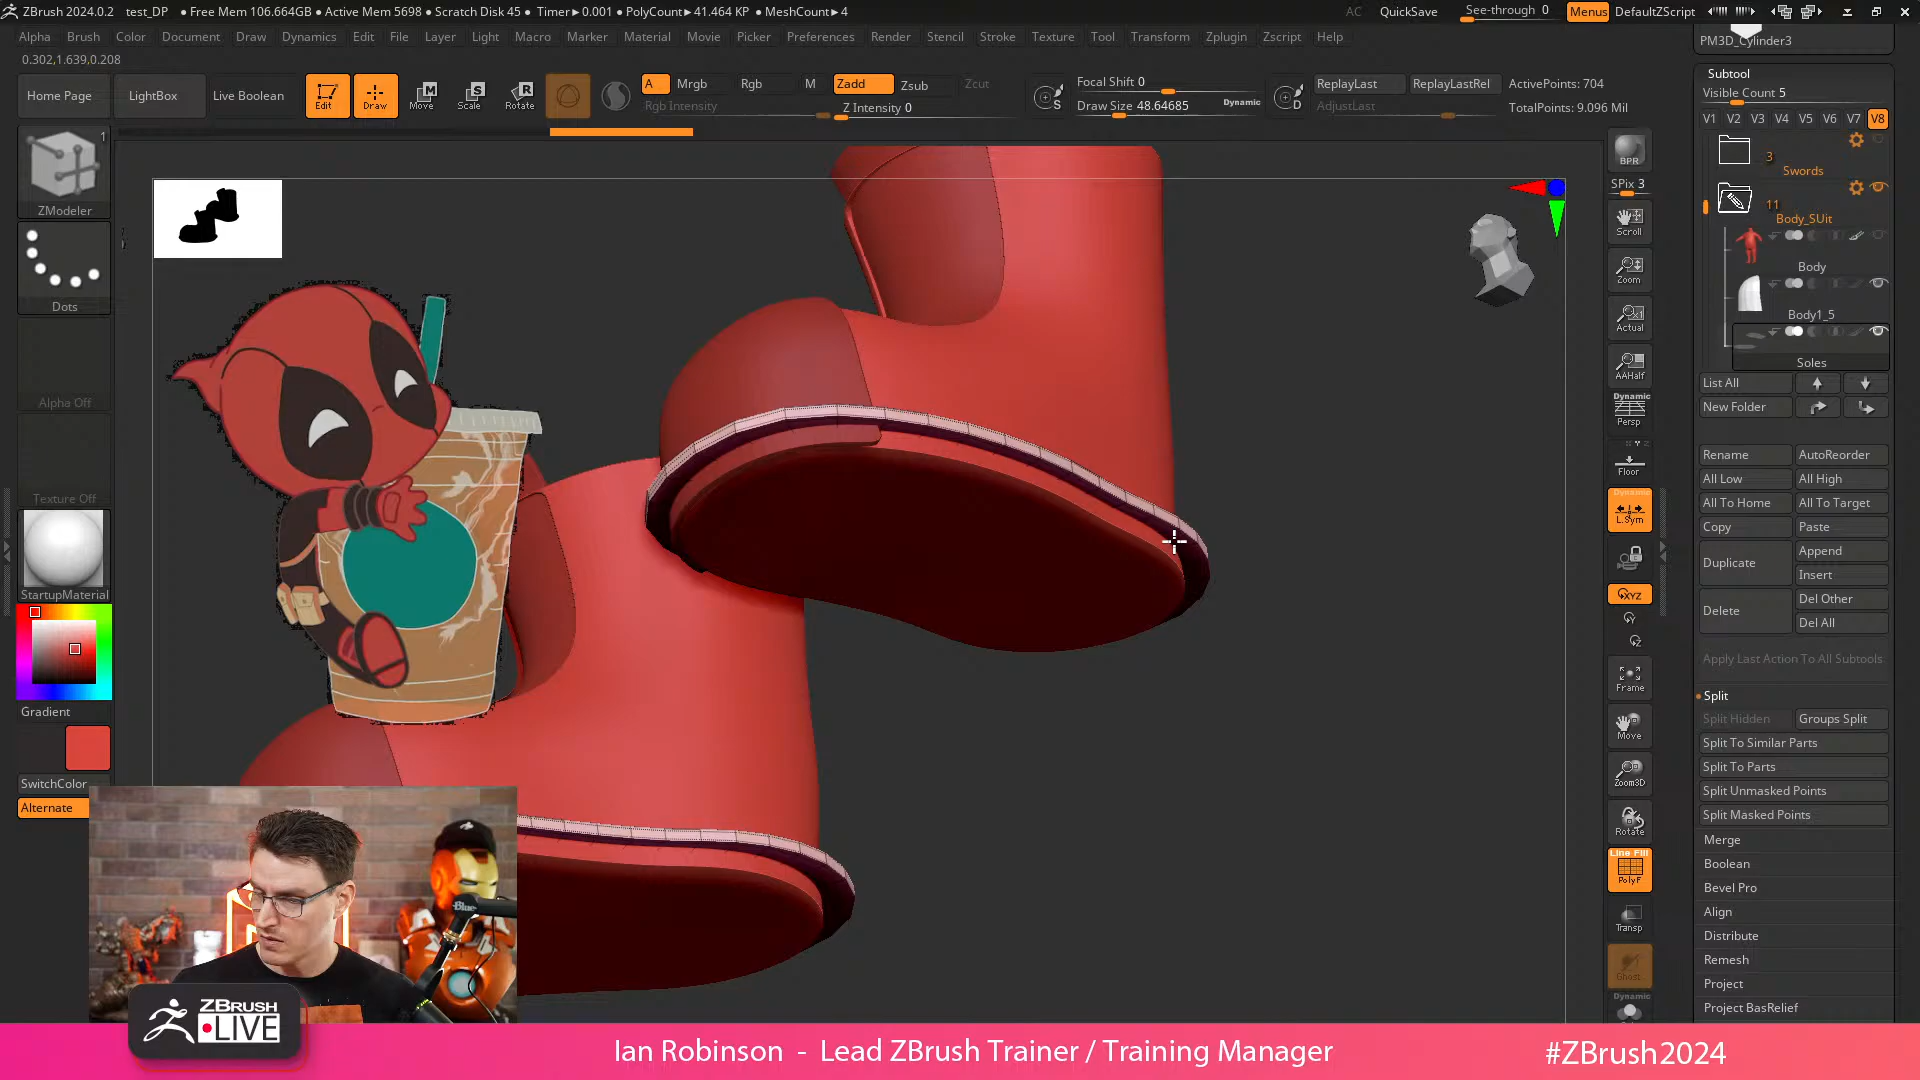 ZBrush 2024.0.2 test_DP • Free Mem 106.664GB • Active Mem 5698 • Scratch Disk 45 • Timer►0.001 • PolyCount►41.464 KP • MeshCount►4
AC QuickSave See-through 0 Menus DefaultZScript
Alpha Brush Color Document Draw Dynamics Edit File Layer Light Macro Marker Material Movie Picker Preferences Render Stencil Stroke Texture Tool Transform Zplugin Zscript Help
PM3D_Cylinder3
0.302,1.639,0.208
Home Page LightBox Live Boolean Edit Draw Move Scale Rotate
A Mrgb Rgb M Zadd Zsub Zcut
Rgb Intensity Z Intensity 0
Focal Shift 0
Draw Size 48.64685 Dynamic
ReplayLast ReplayLastRel
AdjustLast
ActivePoints: 704
TotalPoints: 9.096 Mil
1
ZModeler
Dots
Alpha Off
Texture Off
StartupMaterial
Gradient
SwitchColor
Alternate
BPR
SPix 3
Scroll
Zoom
Actual
AAHalf
Dynamic
Persp
Floor
Dynamic
L.Sym
XYZ
Frame
Move
Zoom3D
Rotate
Line Fill
PolyF
Transp
Ghost
Dynamic
Subtool
Visible Count 5
V1 V2 V3 V4 V5 V6 V7 V8
3
Swords
11
Body_SUit
Body
Body1_5
Soles
List All
New Folder
Rename AutoReorder
All Low All High
All To Home All To Target
Copy Paste
Duplicate Append
Insert
Delete Del Other
Del All
Apply Last Action To All Subtools
Split
Split Hidden Groups Split
Split To Similar Parts
Split To Parts
Split Unmasked Points
Split Masked Points
Merge
Boolean
Bevel Pro
Align
Distribute
Remesh
Project
Project BasRelief
Blue
ZBRUSH
LIVE
Ian Robinson - Lead ZBrush Trainer / Training Manager
#ZBrush2024